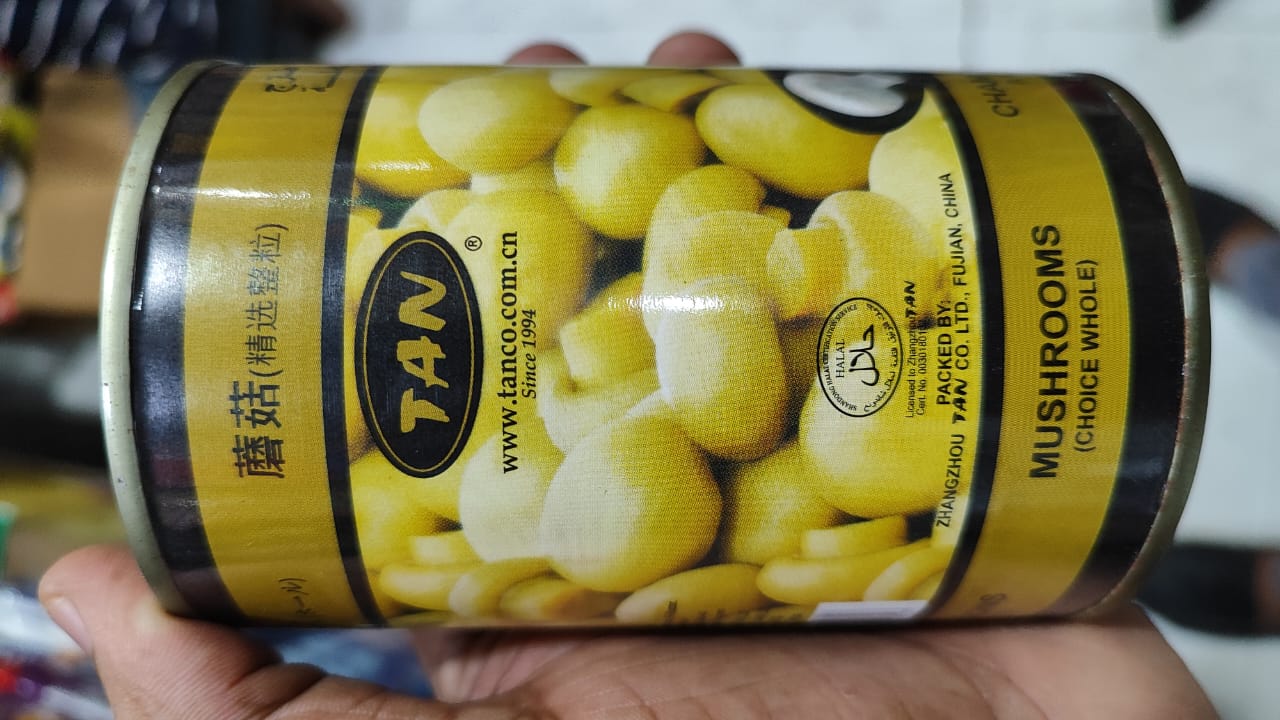 蘑菇(精选整粒)
TAN®
www.tanco.com.cn
Since 1994
HALAL
حلال
Licensed to Zhangzhou TAN
PACKED BY:
ZHANGZHOU TAN CO. LTD., FUJIAN, CHINA
MUSHROOMS
(CHOICE WHOLE)